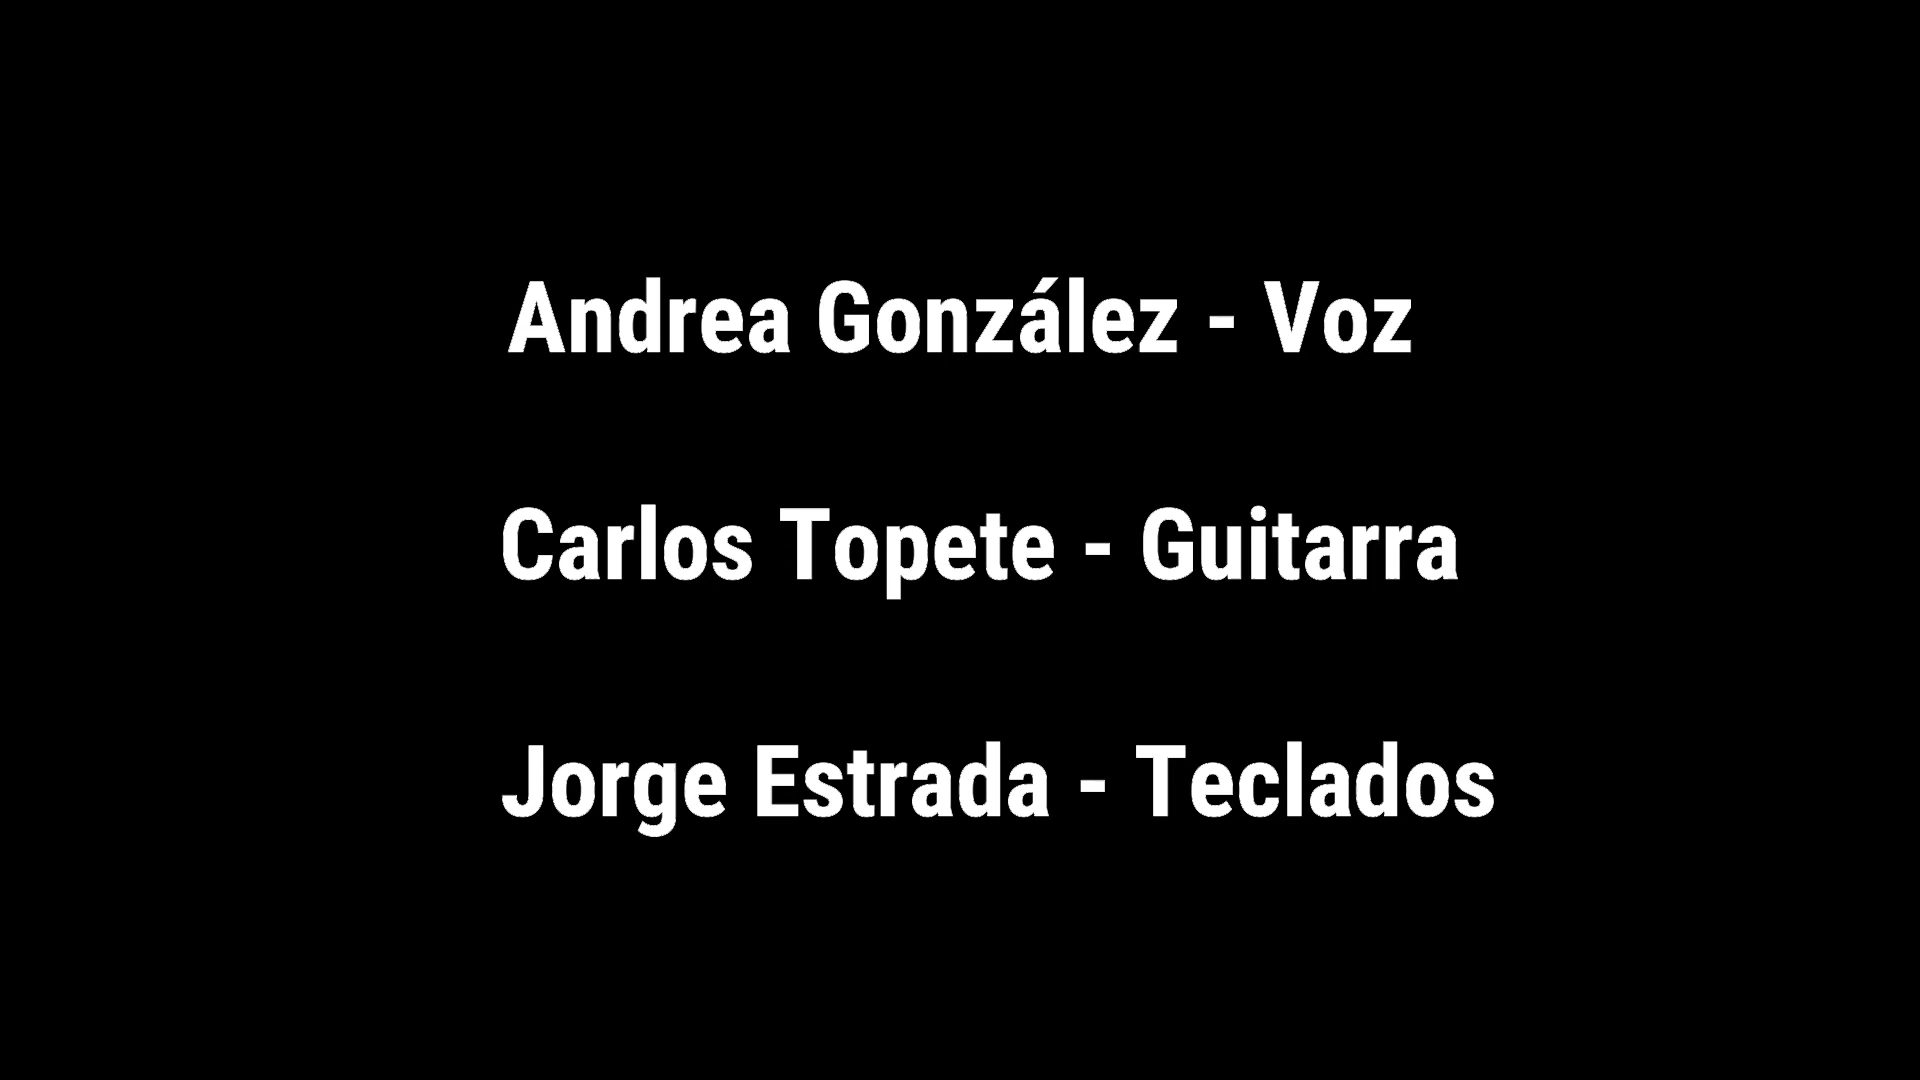 Andrea González - Voz
Carlos Topete - Guitarra
Jorge Estrada - Teclados